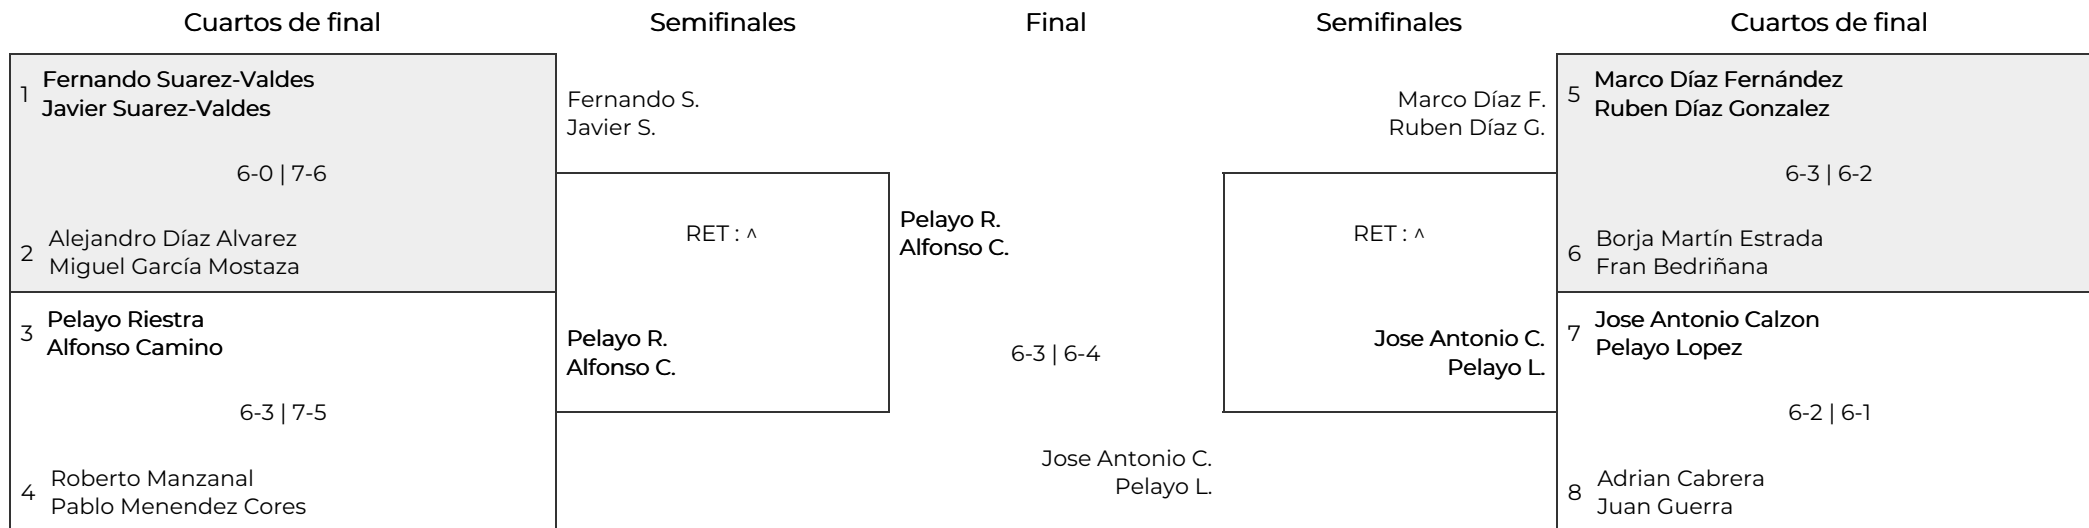 Cuartos de final
Semifinales
Final
Semifinales
Cuartos de final
1
Fernando Suarez-Valdes
Javier Suarez-Valdes
6-0 | 7-6
2
Alejandro Díaz Alvarez
Miguel García Mostaza
3
Pelayo Riestra
Alfonso Camino
6-3 | 7-5
4
Roberto Manzanal
Pablo Menendez Cores
Fernando S.
Javier S.
RET : ^
Pelayo R.
Alfonso C.
Pelayo R.
Alfonso C.
6-3 | 6-4
Jose Antonio C.
Pelayo L.
Marco Díaz F.
Ruben Díaz G.
RET : ^
Jose Antonio C.
Pelayo L.
5
Marco Díaz Fernández
Ruben Díaz Gonzalez
6-3 | 6-2
6
Borja Martín Estrada
Fran Bedriñana
7
Jose Antonio Calzon
Pelayo Lopez
6-2 | 6-1
8
Adrian Cabrera
Juan Guerra